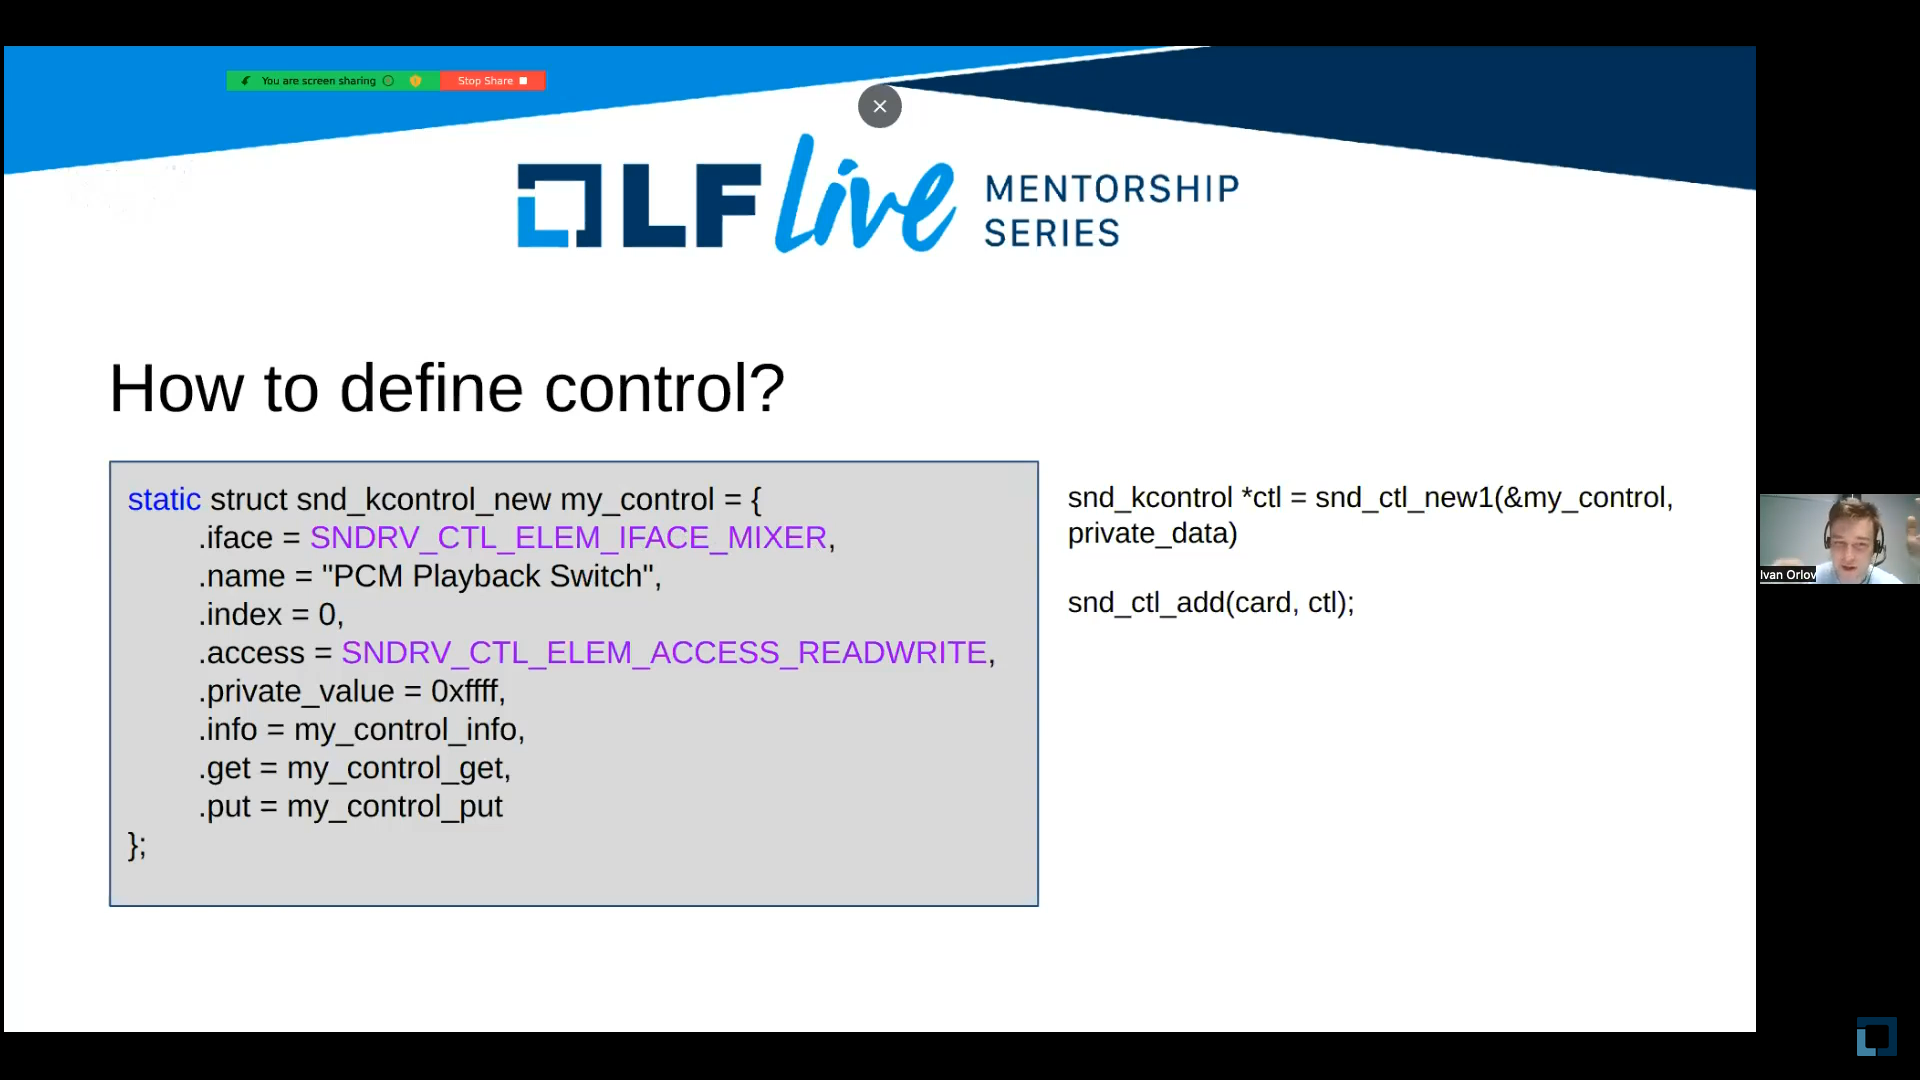 You are screen sharing
Stop Share
LF Live MENTORSHIP
SERIES
How to define control?
static struct snd_kcontrol_new my_control = {
.iface = SNDRV_CTL_ELEM_IFACE_MIXER,
.name = "PCM Playback Switch",
.index = 0,
.access = SNDRV_CTL_ELEM_ACCESS_READWRITE,
.private_value = 0xffff,
.info = my_control_info,
.get = my_control_get,
.put = my_control_put
};
snd_kcontrol *ctl = snd_ctl_new1(&my_control,
private_data)
snd_ctl_add(card, ctl);
Ivan Orlov